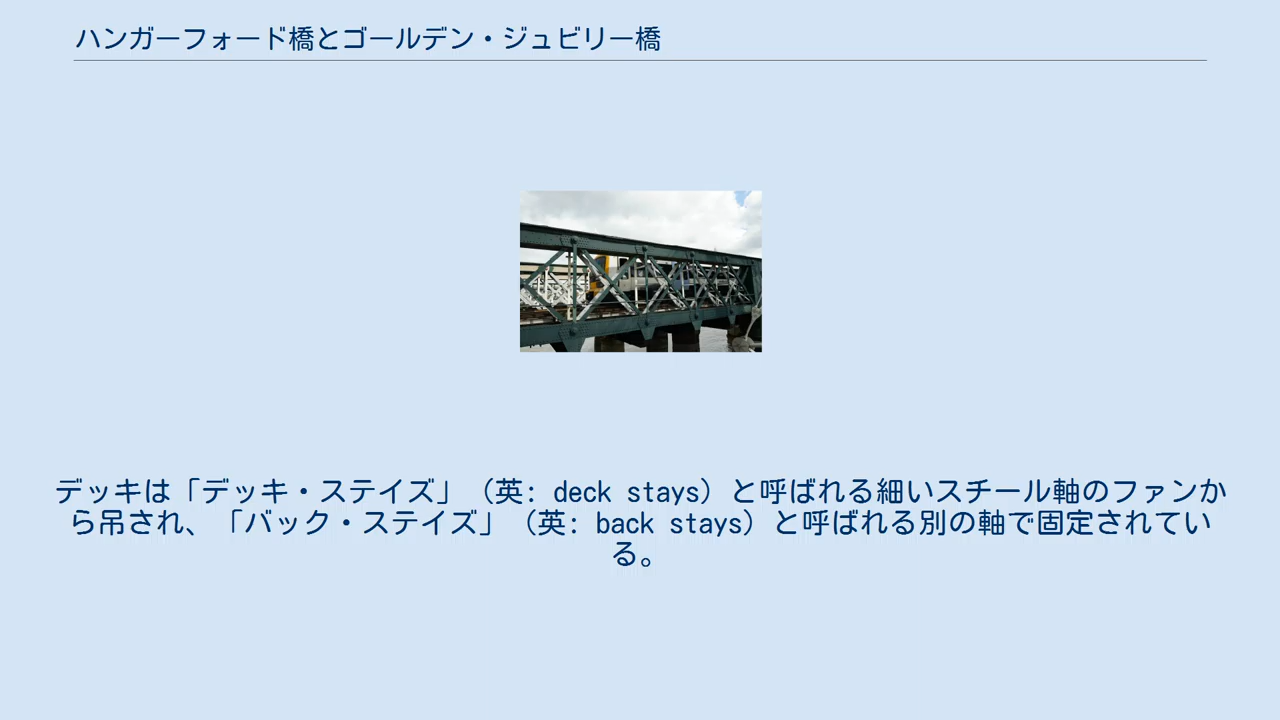 ハンガーフォード橋とゴールデン・ジュビリー橋
デッキは「デッキ・ステイズ」（英: deck stays）と呼ばれる細いスチール軸のファンか
ら吊され、「バック・ステイズ」（英: back stays）と呼ばれる別の軸で固定されてい
る。